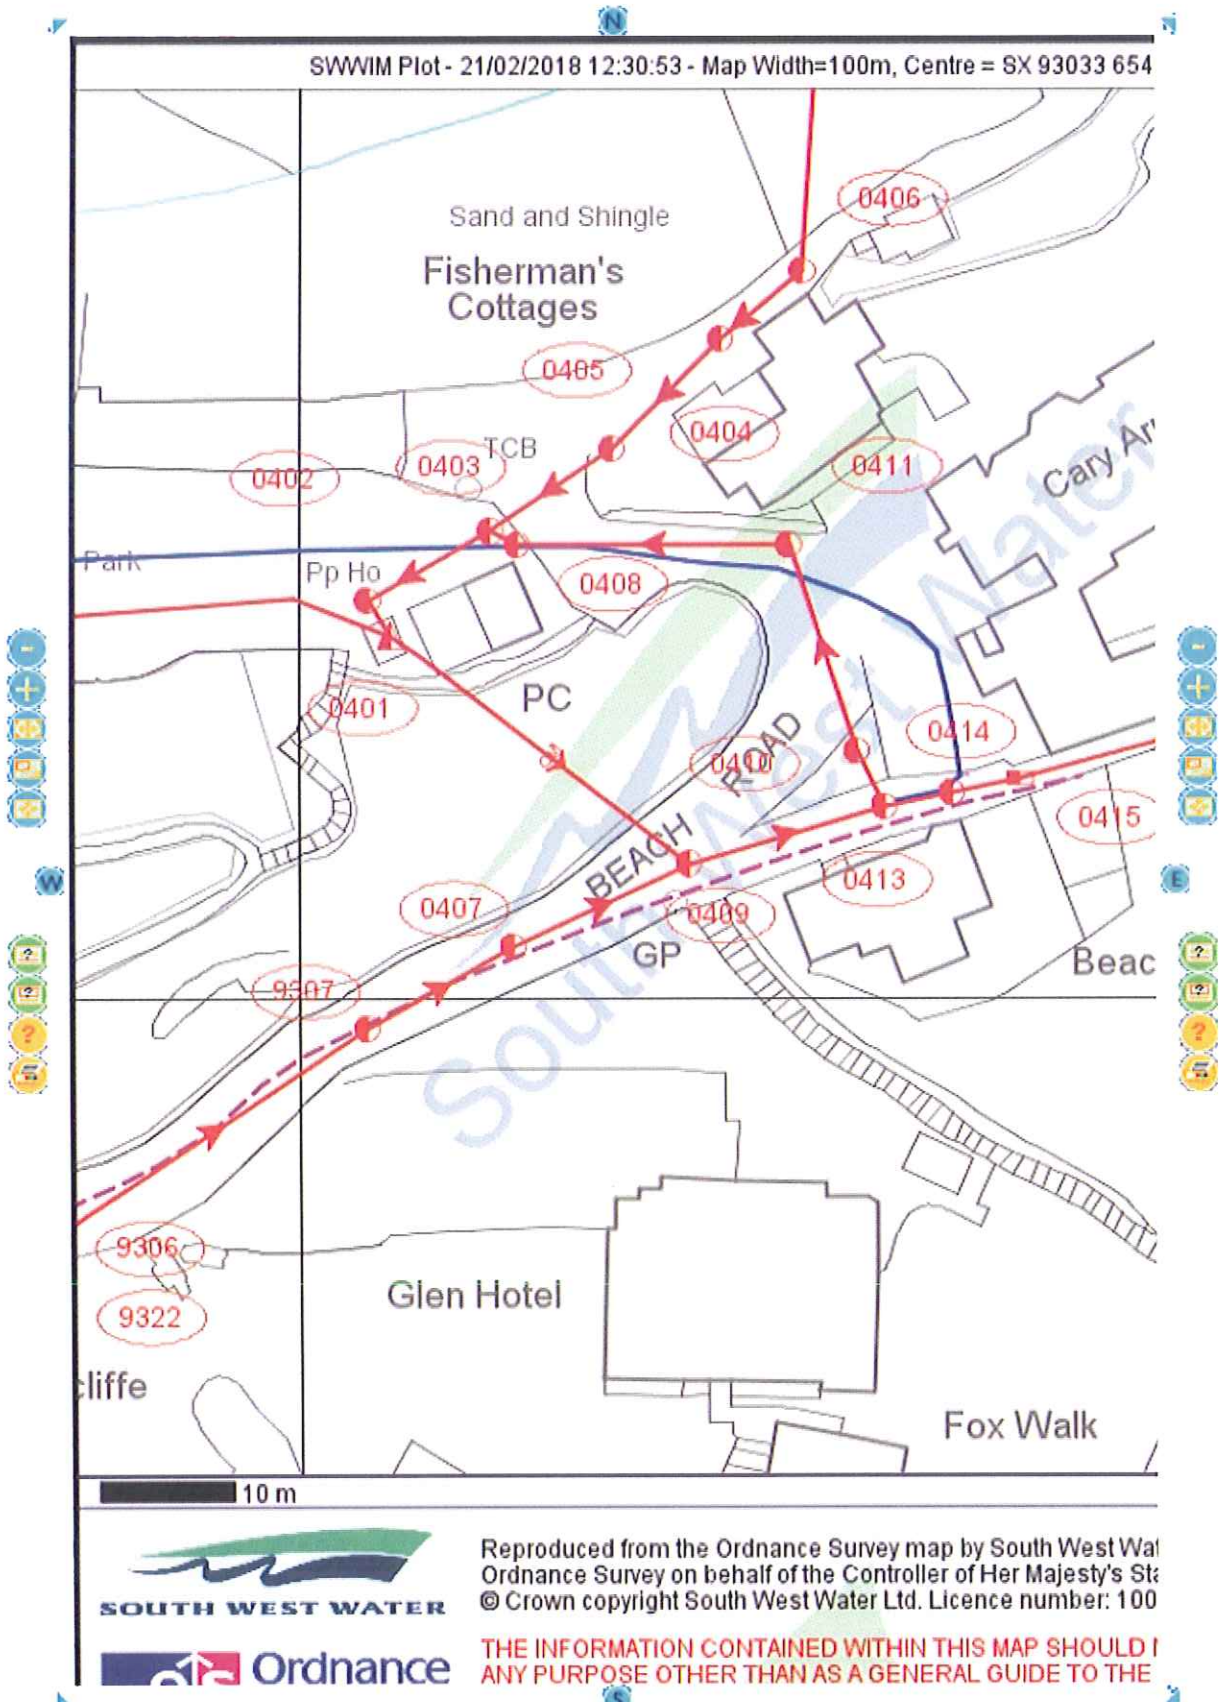 N
SWWIM Plot - 21/02/2018 12:30:53 - Map Width=100m, Centre = SX 93033 654
0406
Sand and Shingle
Fisherman's
Cottages
0405
0404
TCB
0403
0402
0411
Cary Ar
Park
Pp Ho
0408
PC
0401
0410
0414
BEACH ROAD
0415
W
E
0413
0407
0409
GP
Beac
9307
South West Water
9306
Glen Hotel
9322
cliffe
Fox Walk
10 m
Reproduced from the Ordnance Survey map by South West Wat
Ordnance Survey on behalf of the Controller of Her Majesty's Sta
© Crown copyright South West Water Ltd. Licence number: 100
SOUTH WEST WATER
THE INFORMATION CONTAINED WITHIN THIS MAP SHOULD
ANY PURPOSE OTHER THAN AS A GENERAL GUIDE TO THE
Ordnance
S